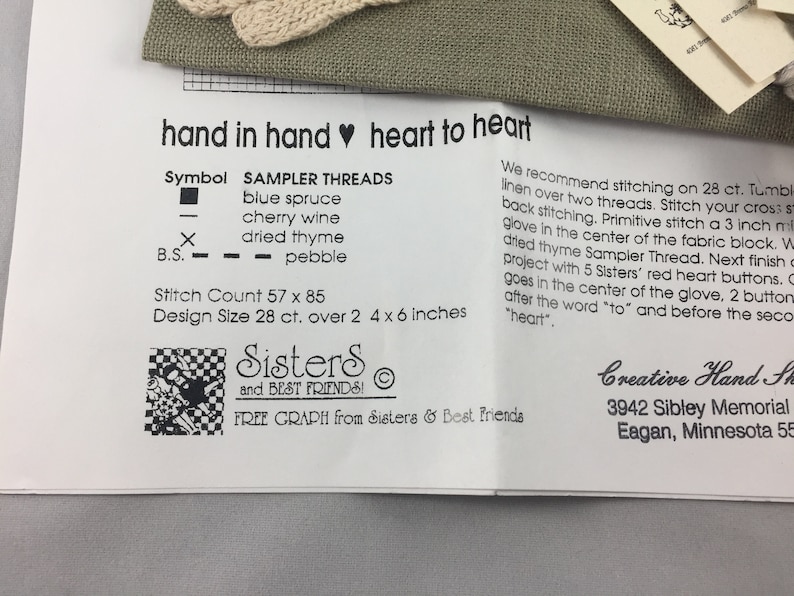 hand in hand ♥ heart to heart
Symbol SAMPLER THREADS
■ blue spruce
— cherry wine
X dried thyme
B.S. — — — pebble
Stitch Count 57 x 85
Design Size 28 ct. over 2 4 x 6 inches
SisterS ©
and BEST FRIENDS!
FREE GRAPH from Sisters & Best Friends
We recommend stitching on 28 ct. Tumbl
linen over two threads. Stitch your cross st
back stitching. Primitive stitch a 3 inch mi
glove in the center of the fabric block. W
dried thyme Sampler Thread. Next finish
project with 5 Sisters' red heart buttons.
goes in the center of the glove, 2 button
after the word "to" and before the seco
"heart".
Creative Hand Sh
3942 Sibley Memorial
Eagan, Minnesota 55